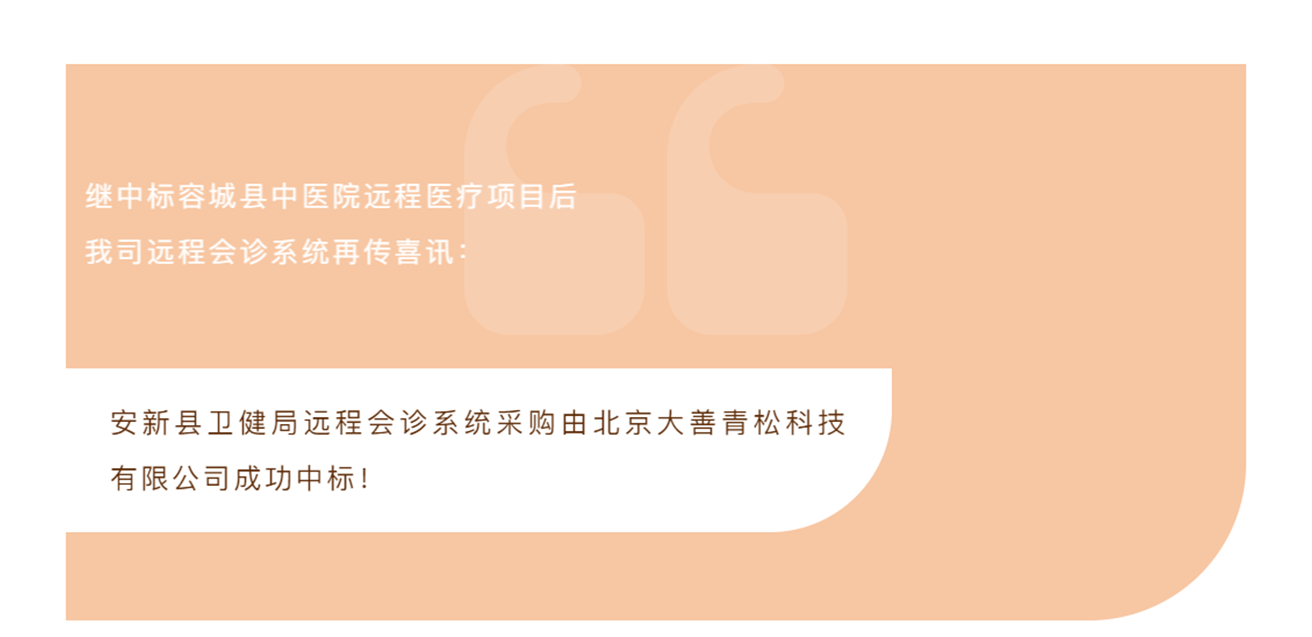 继中标容城县中医院远程医疗项目后
我司远程会诊系统再传喜讯：
安新县卫健局远程会诊系统采购由北京大善青松科技
有限公司成功中标！